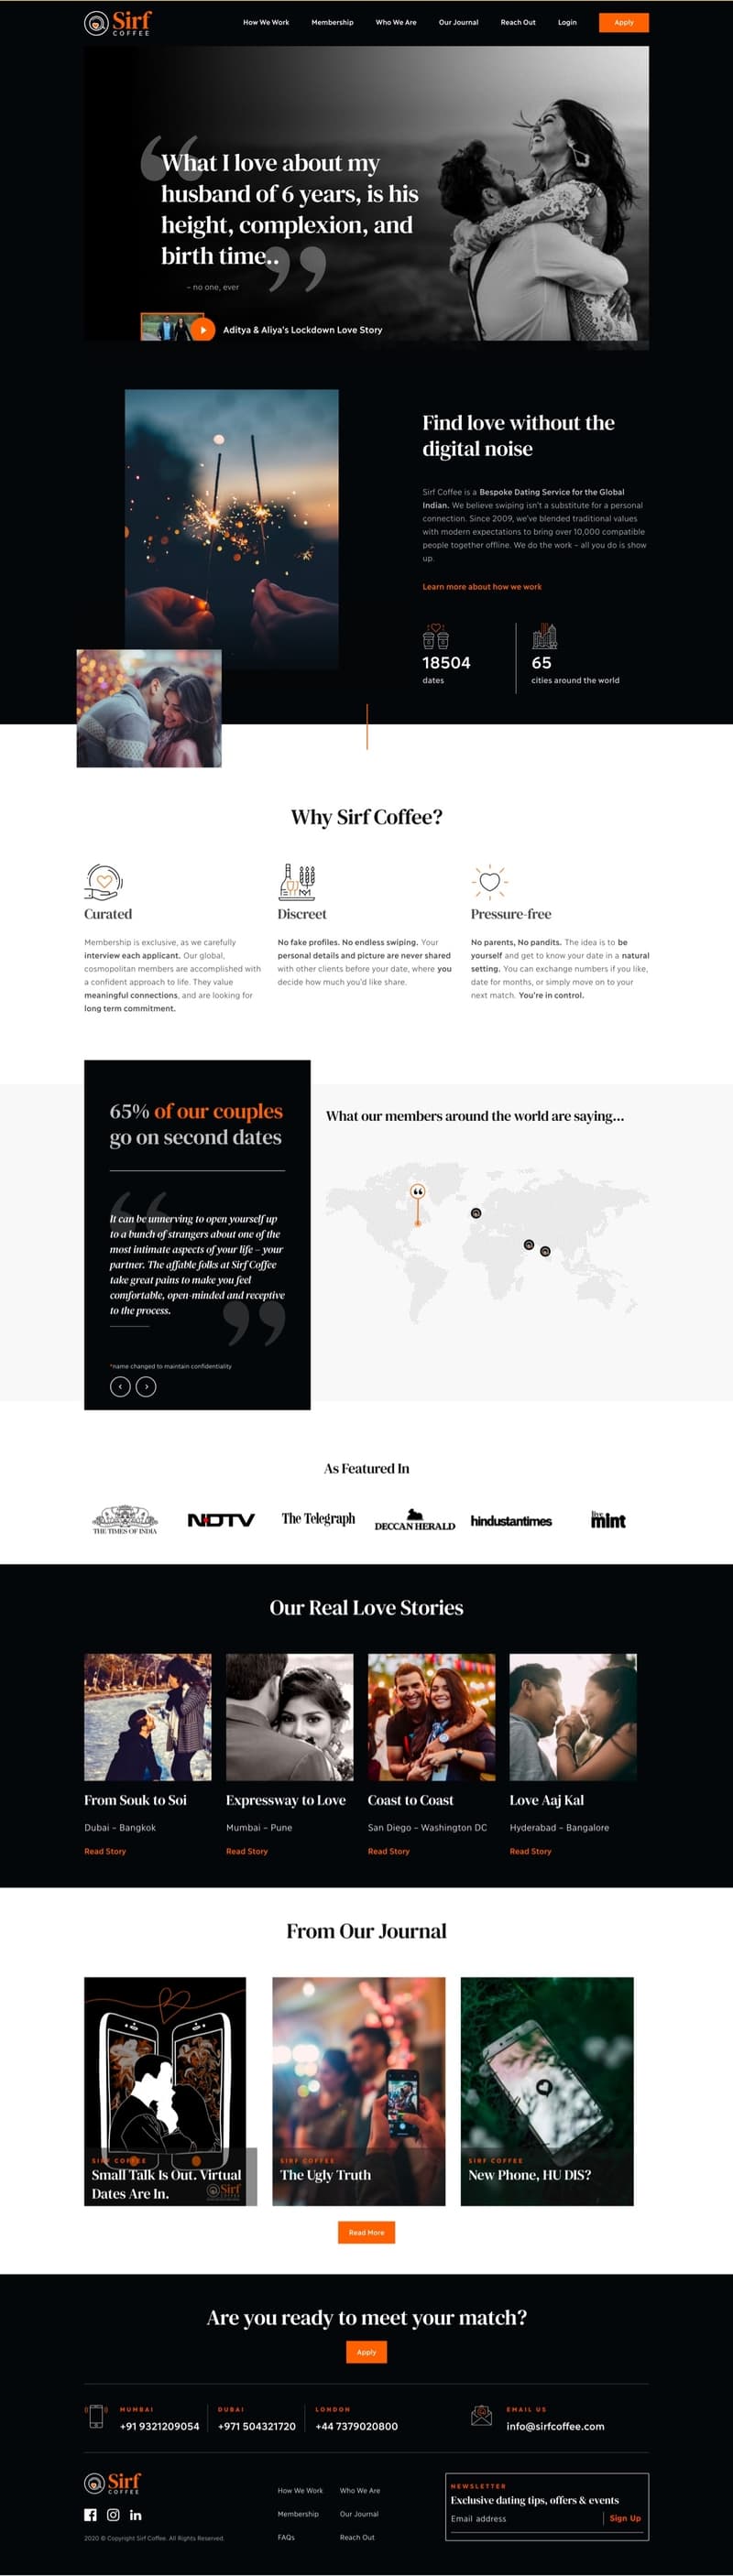 Sirf
COFFEE
How We Work
Membership
Who We Are
Our Journal
Reach Out
Login
Apply
“What I love about my
husband of 6 years, is his
height, complexion, and
birth time..”
– no one, ever
Aditya & Aliya's Lockdown Love Story
Find love without the
digital noise
Sirf Coffee is a Bespoke Dating Service for the Global
Indian. We believe swiping isn't a substitute for a personal
connection. Since 2009, we've blended traditional values
with modern expectations to bring over 10,000 compatible
people together offline. We do the work – all you do is show
up.
Learn more about how we work
18504
dates
65
cities around the world
Why Sirf Coffee?
Curated
Membership is exclusive, as we carefully
interview each applicant. Our global,
cosmopolitan members are accomplished with
a confident approach to life. They value
meaningful connections, and are looking for
long term commitment.
Discreet
No fake profiles. No endless swiping. Your
personal details and picture are never shared
with other clients before your date, where you
decide how much you'd like share.
Pressure-free
No parents, No pandits. The idea is to be
yourself and get to know your date in a natural
setting. You can exchange numbers if you like,
date for months, or simply move on to your
next match. You're in control.
65% of our couples
go on second dates
“It can be unnerving to open yourself up
to a bunch of strangers about one of the
most intimate aspects of your life – your
partner. The affable folks at Sirf Coffee
take great pains to make you feel
comfortable, open-minded and receptive
to the process.”
*name changed to maintain confidentiality
What our members around the world are saying...
As Featured In
THE TIMES OF INDIA
NDTV
The Telegraph
DECCAN HERALD
hindustantimes
live
mint
Our Real Love Stories
From Souk to Soi
Dubai – Bangkok
Read Story
Expressway to Love
Mumbai – Pune
Read Story
Coast to Coast
San Diego – Washington DC
Read Story
Love Aaj Kal
Hyderabad – Bangalore
Read Story
From Our Journal
SIRF COFFEE
Small Talk Is Out. Virtual
Dates Are In.
Sirf
SIRF COFFEE
The Ugly Truth
SIRF COFFEE
New Phone, HU DIS?
Read More
Are you ready to meet your match?
Apply
MUMBAI
+91 9321209054
DUBAI
+971 504321720
LONDON
+44 7379020800
EMAIL US
info@sirfcoffee.com
Sirf
COFFEE
2020 © Copyright Sirf Coffee. All Rights Reserved.
How We Work
Who We Are
Membership
Our Journal
FAQs
Reach Out
NEWSLETTER
Exclusive dating tips, offers & events
Email address
Sign Up